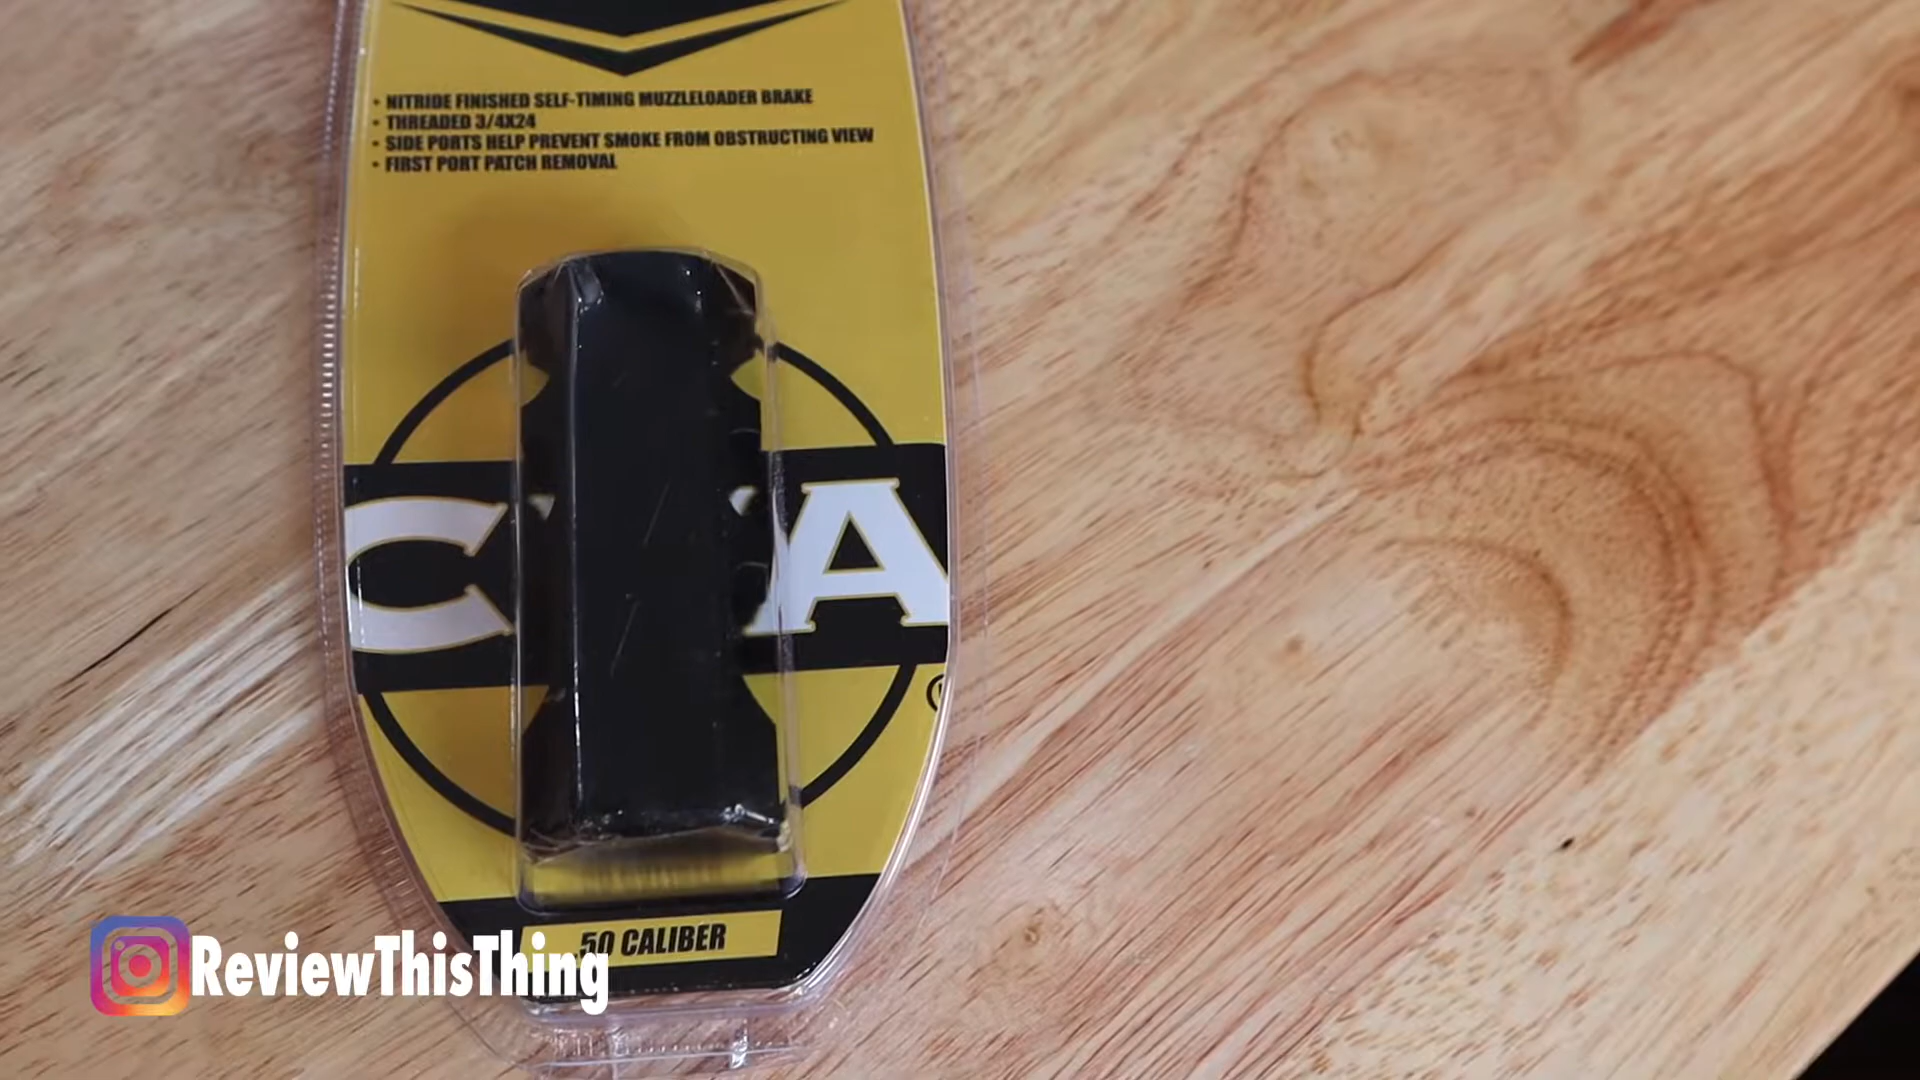 • NITRIDE FINISHED SELF-TIMING MUZZLELOADER BRAKE
• THREADED 3/4X24
• SIDE PORTS HELP PREVENT SMOKE FROM OBSTRUCTING VIEW
• FIRST PORT PATCH REMOVAL
C A
®
.50 CALIBER
ReviewThisThing